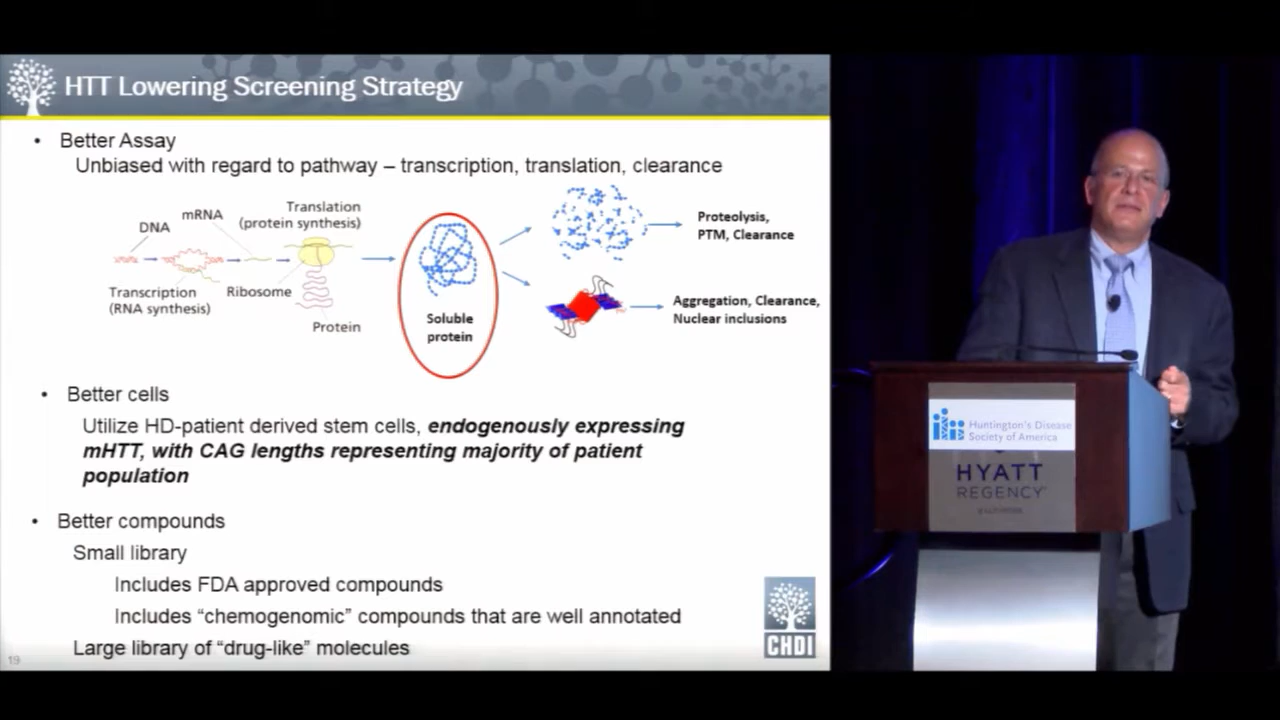 HTT Lowering Screening Strategy
• Better Assay
Unbiased with regard to pathway – transcription, translation, clearance
DNA
mRNA
Translation
(protein synthesis)
Transcription
(RNA synthesis)
Ribosome
Protein
Soluble
protein
Proteolysis,
PTM, Clearance
Aggregation, Clearance,
Nuclear inclusions
• Better cells
Utilize HD-patient derived stem cells, endogenously expressing
mHTT, with CAG lengths representing majority of patient
population
• Better compounds
Small library
Includes FDA approved compounds
Includes “chemogenomic” compounds that are well annotated
Large library of “drug-like” molecules
19
CHDI
Huntington's Disease
Society of America
HYATT
REGENCY